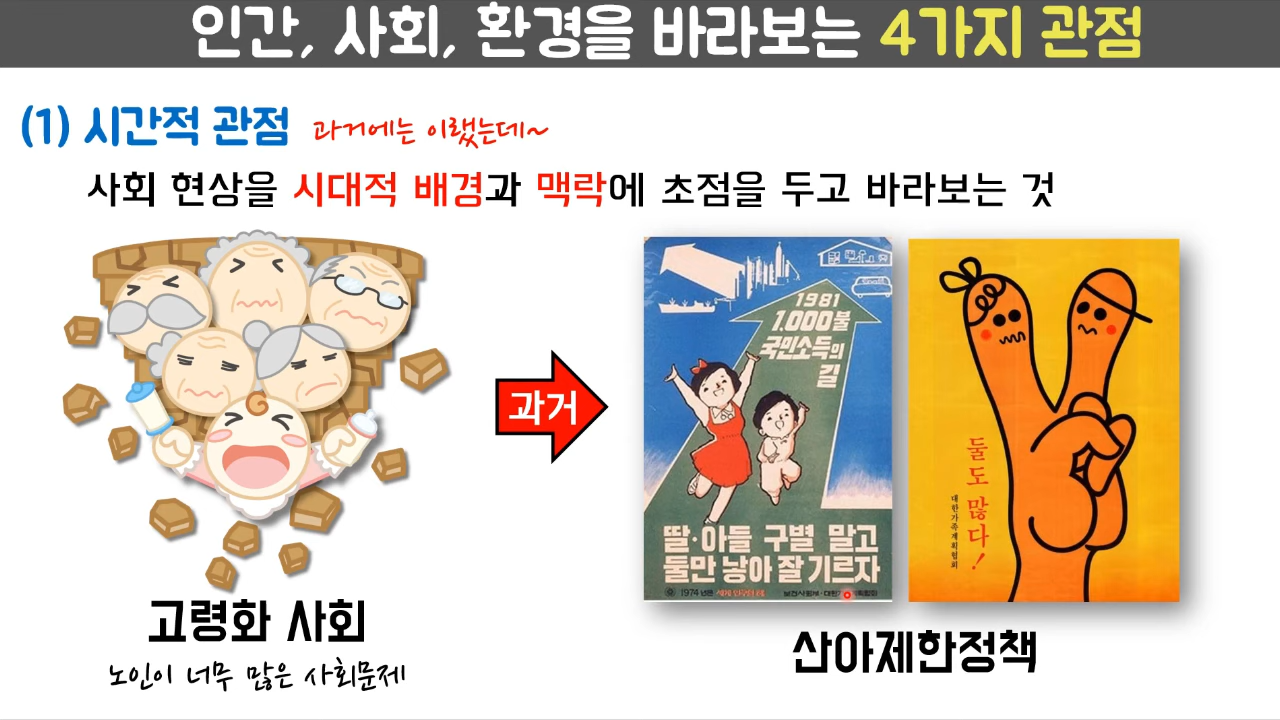 인간, 사회, 환경을 바라보는 4가지 관점
(1) 시간적 관점 과거에는 이랬는데~
사회 현상을 시대적 배경과 맥락에 초점을 두고 바라보는 것
과거
1981
1.000불
국민소득의
길
딸·아들 구별 말고
둘만 낳아 잘 기르자
1974 년은
둘도 많다!
대한가족계획협회
고령화 사회
노인이 너무 많은 사회문제
산아제한정책